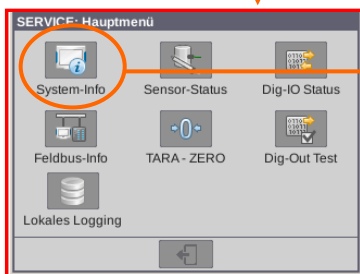 SERVICE: Hauptmenü
System-Info Sensor-Status Dig-IO Status
Feldbus-Info TARA - ZERO Dig-Out Test
Lokales Logging